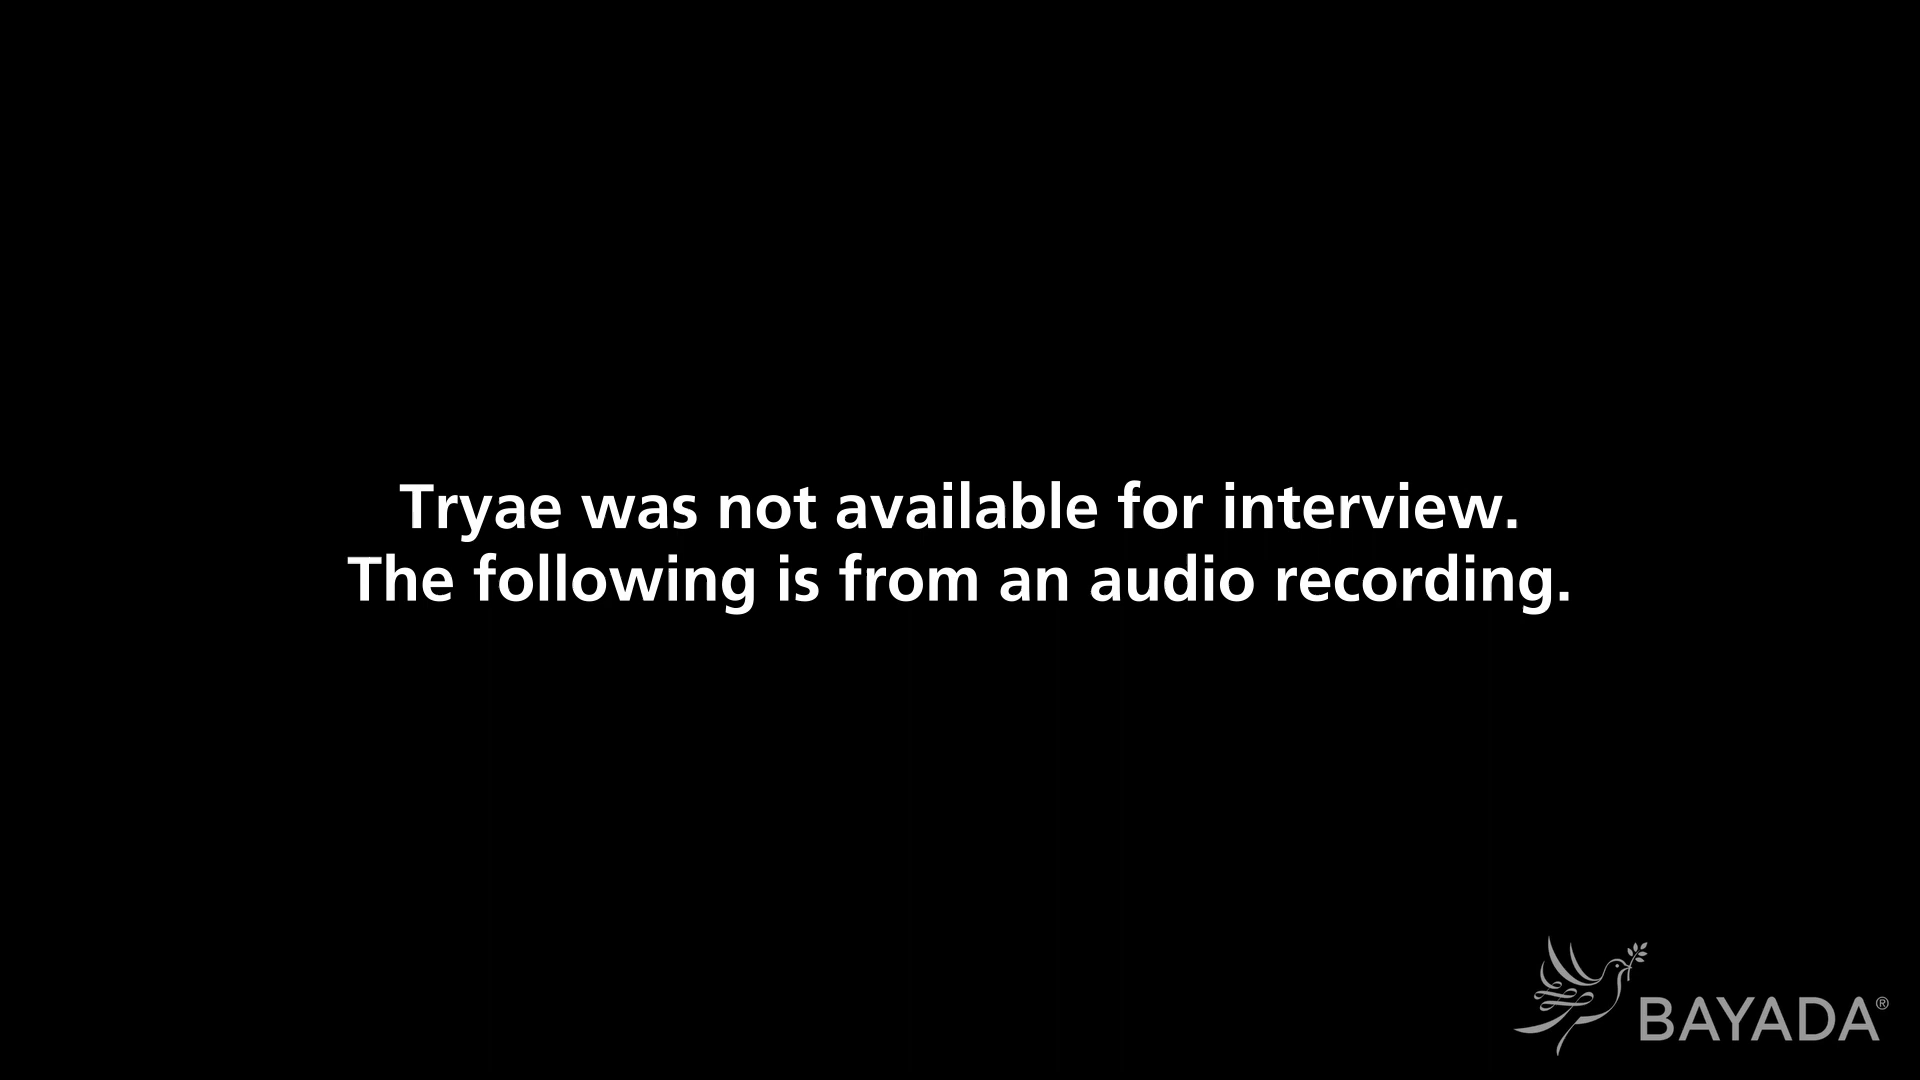 Tryae was not available for interview.
The following is from an audio recording.
BAYADA®